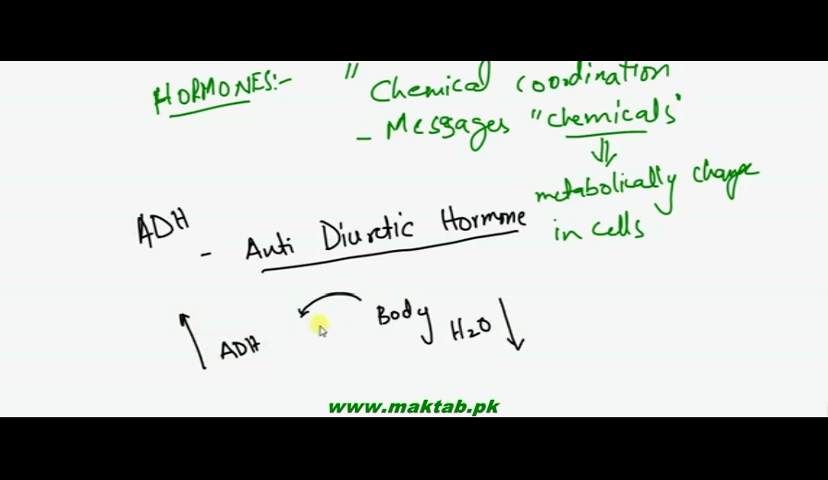 HORMONES:- " Chemical coordination
- Messages "chemicals"
metabolically change
in cells
ADH
- Anti Diuretic Hormone
ADH Body H2O
www.maktab.pk